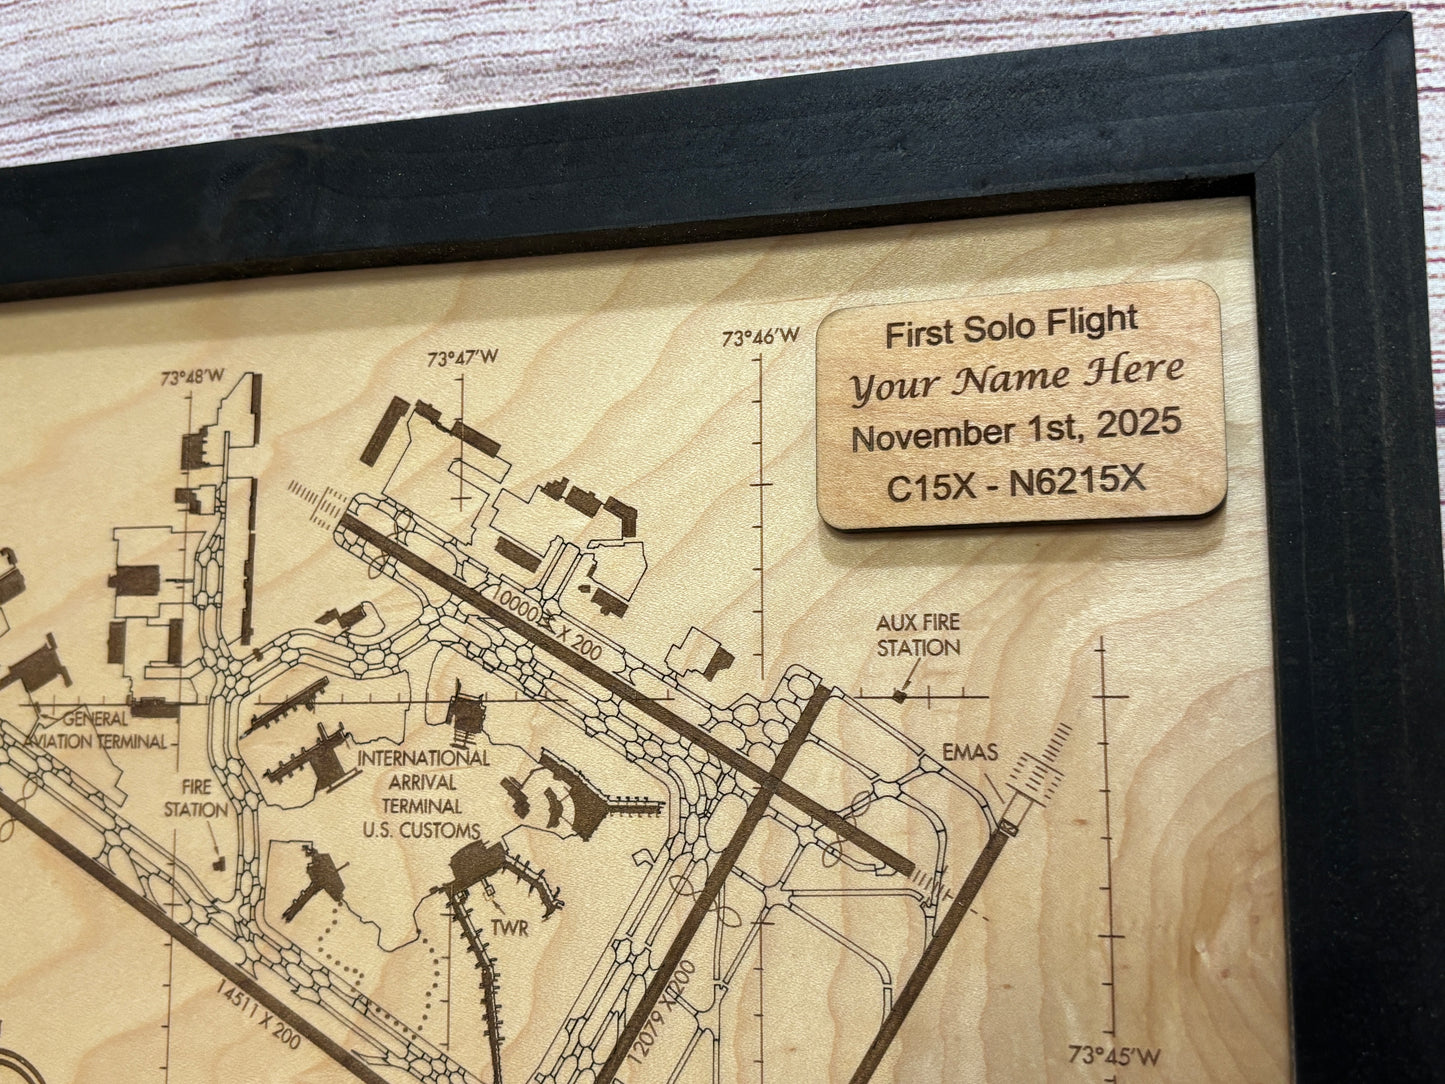 First Solo Flight
Your Name Here
November 1st, 2025
C15X - N6215X
73°46'W
73°47'W
73°48'W
10000 X 200
AUX FIRE
STATION
GENERAL
AVIATION TERMINAL
EMAS
INTERNATIONAL
ARRIVAL
TERMINAL
U.S. CUSTOMS
FIRE
STATION
TWR
14511 X 200
12079 X 200
73°45'W